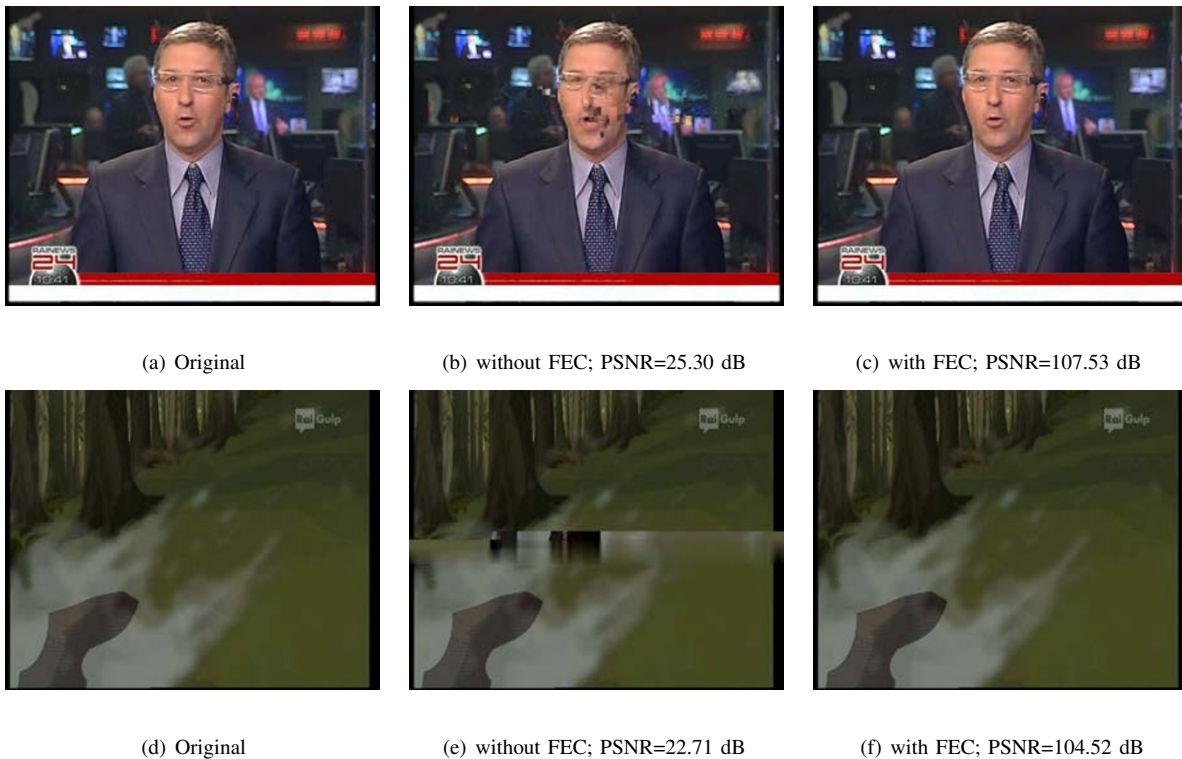 RAINEWS
24
10:41
RAINEWS
24
10:41
RAINEWS
24
10:41
(a) Original
(b) without FEC; PSNR=25.30 dB
(c) with FEC; PSNR=107.53 dB
Rai Gulp
Rai Gulp
Rai Gulp
(d) Original
(e) without FEC; PSNR=22.71 dB
(f) with FEC; PSNR=104.52 dB